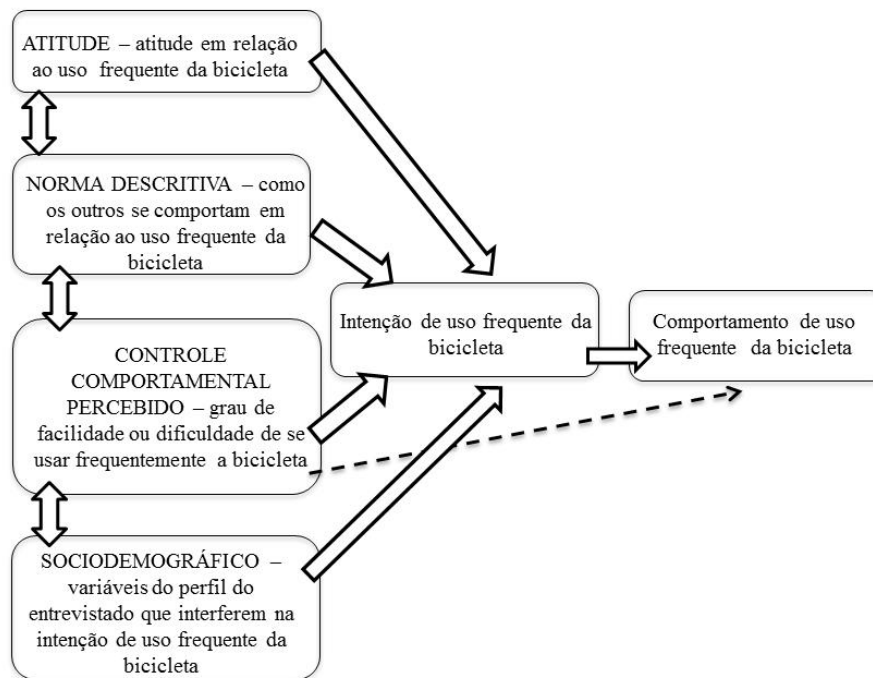 ATITUDE – atitude em relação
ao uso frequente da bicicleta
NORMA DESCRITIVA – como
os outros se comportam em
relação ao uso frequente da
bicicleta
CONTROLE
COMPORTAMENTAL
PERCEBIDO – grau de
facilidade ou dificuldade de se
usar frequentemente a bicicleta
SOCIODEMOGRÁFICO –
variáveis do perfil do
entrevistado que interferem na
intenção de uso frequente da
bicicleta
Intenção de uso frequente da
bicicleta
Comportamento de uso
frequente da bicicleta